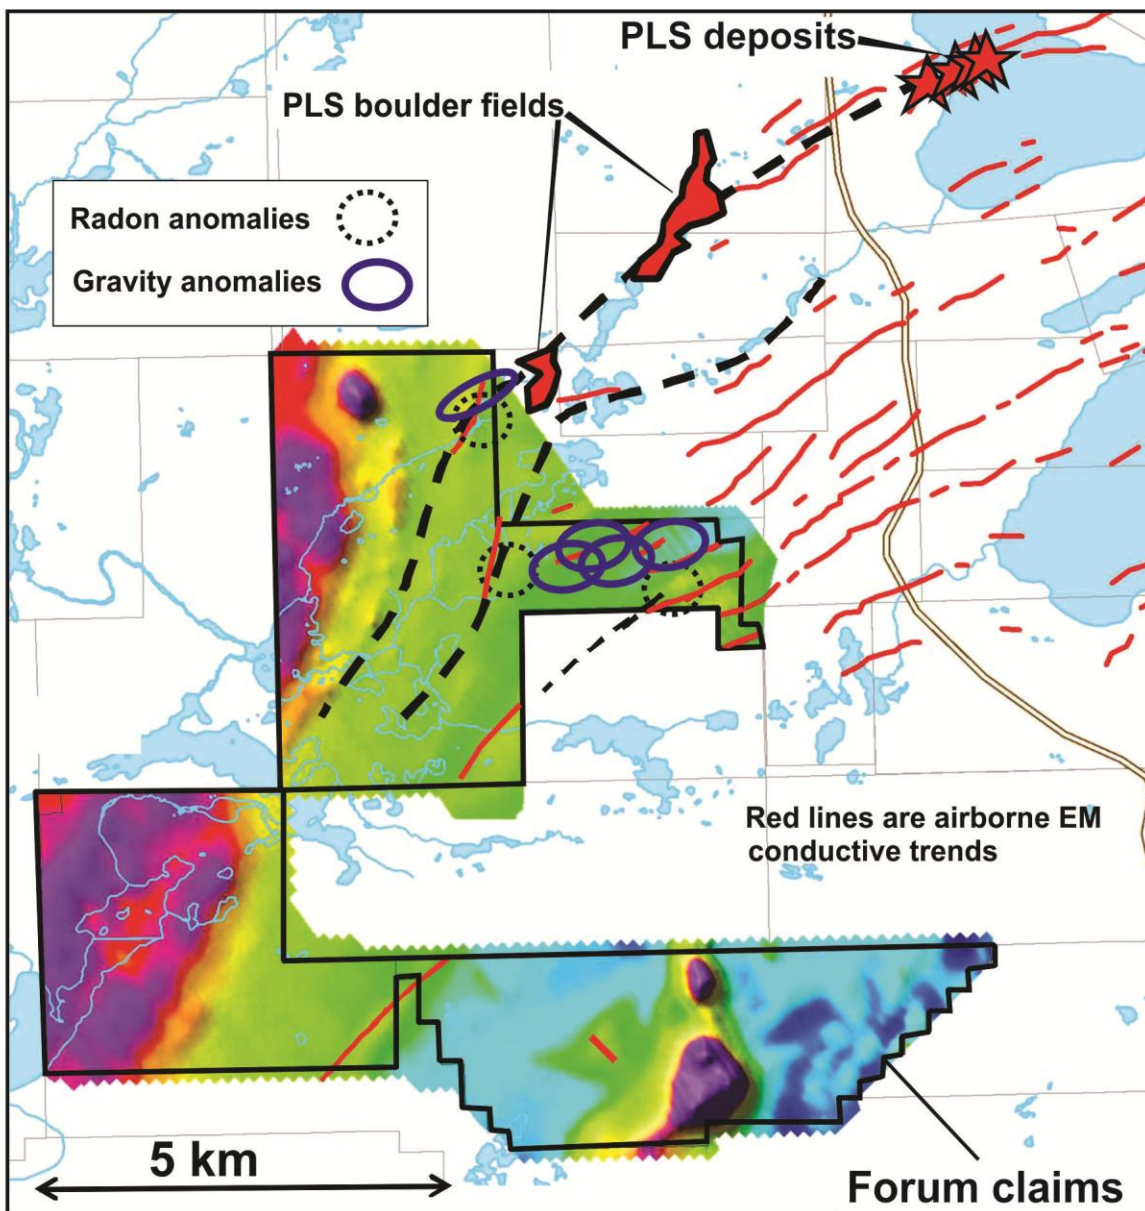 PLS deposits
PLS boulder fields
Radon anomalies
Gravity anomalies
Red lines are airborne EM
conductive trends
5 km
Forum claims